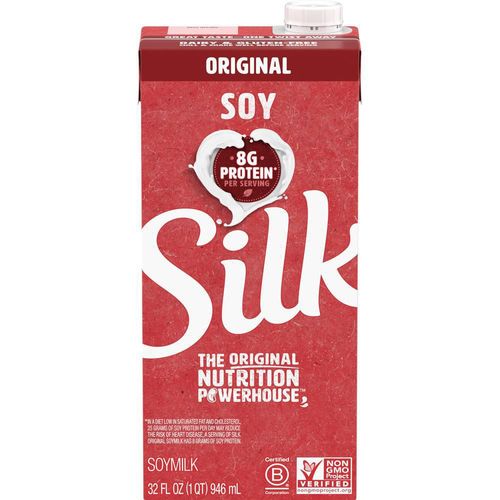 GREAT TASTE - ONE TWIST AWAY
DAIRY & GLUTEN FREE
ORIGINAL
SOY
8G
PROTEIN*
PER SERVING
Silk
THE ORIGINAL
NUTRITION
POWERHOUSE™
*IN A DIET LOW IN SATURATED FAT AND CHOLESTEROL,
25 GRAMS OF SOY PROTEIN PER DAY MAY REDUCE
THE RISK OF HEART DISEASE. A SERVING OF SILK
ORIGINAL SOYMILK HAS 8 GRAMS OF SOY PROTEIN.
SOYMILK
32 FL OZ (1 QT) 946 mL
Certified
B
Corporation
NON
GMO
Project
VERIFIED
nongmoproject.org